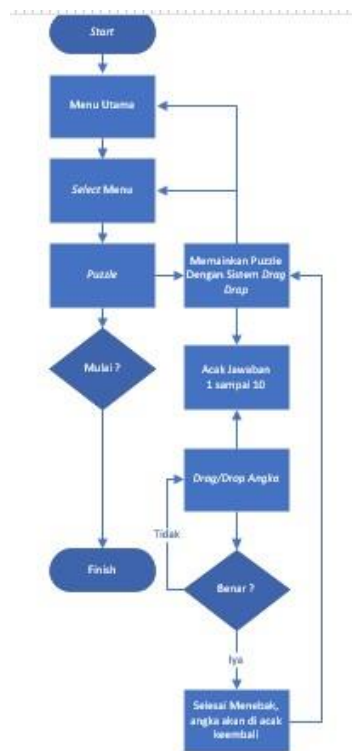 Start
Menu Utama
Select Menu
Puzzle
Memainkan Puzzle
Dengan Sistem Drag
Drop
Mulai ?
Acak Jawaban
1 sampai 10
Drag/Drop Angka
Tidak
Finish
Benar ?
Iya
Selesai Menebak,
angka akan di acak
keembali